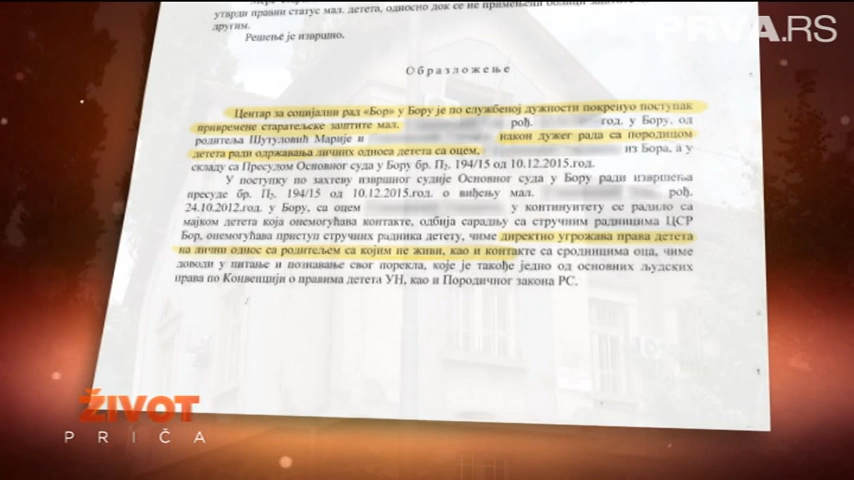 утврди правни статус мал. детета, односно док се не примењени облици заштите
другим.
PRVA.RS
Решење је извршно.
Образложење
Центар за социјални рад «Бор» у Бору је по службеној дужности покренуо поступак
привремене старатељске заштите мал. рођ. год. у Бору, од
родитеља Шутуловић Марије и након дужег рада са породицом
детета ради одржавања личних односа детета са оцем, из Бора, а у
складу са Пресудом Основног суда у Бору бр. П2. 194/15 од 10.12.2015.год.
У поступку по захтеву извршног судије Основног суда у Бору ради извршења
пресуде бр. П2. 194/15 од 10.12.2015.год. о виђењу мал. рођ.
24.10.2012.год. у Бору, са оцем у континуитету се радило са
мајком детета која онемогућава контакте, одбија сарадњу са стручним радницима ЦСР
Бор, онемогућава приступ стручних радника детету, чиме директно угрожава права детета
на лични однос са родитељем са којим не живи, као и контакте са сродницима оца, чиме
доводи у питање и познавање свог порекла, које је такође једно од основних људских
права по Конвенцији о правима детета УН, као и Породичног закона РС.
ŽIVOT
PRIČA